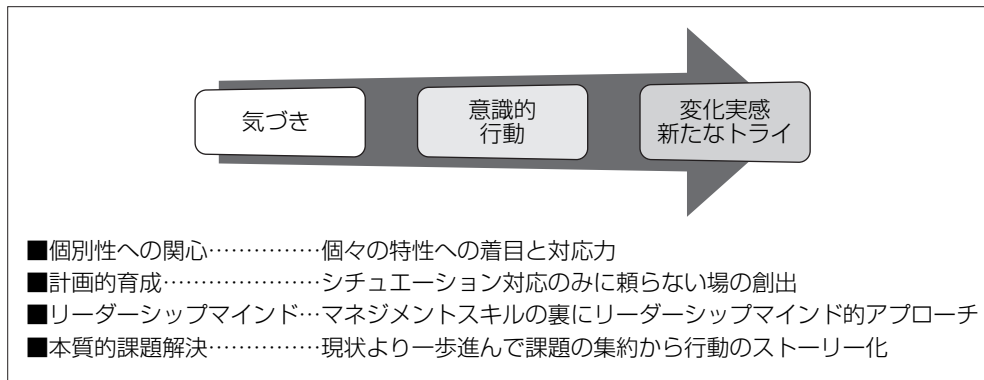 気づき
意識的
行動
変化実感
新たなトライ
■個別性への関心……………個々の特性への着目と対応力
■計画的育成…………………シチュエーション対応のみに頼らない場の創出
■リーダーシップマインド…マネジメントスキルの裏にリーダーシップマインド的アプローチ
■本質的課題解決……………現状より一歩進んで課題の集約から行動のストーリー化